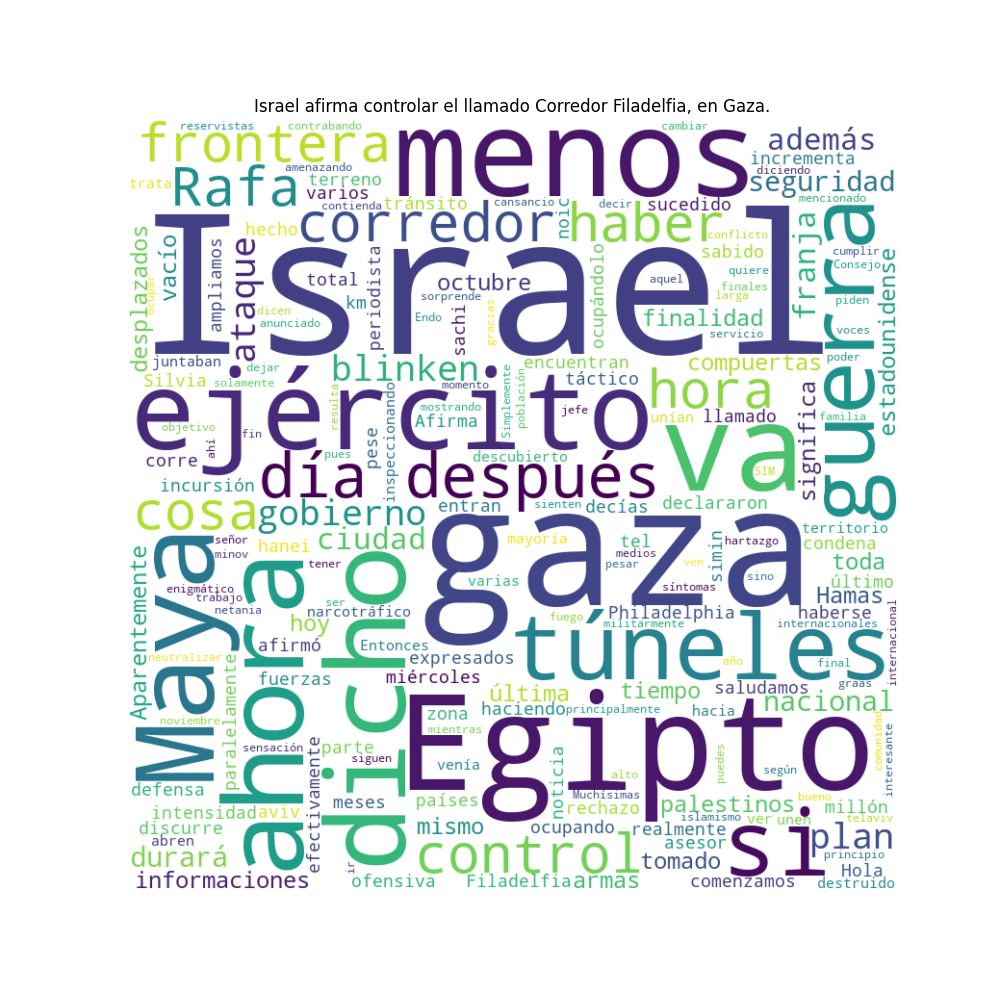 Israel afirma controlar el llamado Corredor Filadelfia, en Gaza.
reservistas
contrabando
cambiar
frontera
menos
además
amenazando
incrementa
diciendo
trata
Rafa
terreno
varios
seguridad
mencionado
contienda
tránsito
cansancio
decir
sucedido
corredor
noic
haber
guerra
Israel
hecho
conflicto
franja
desplazados
vacío
ampliamos
ataque
total
periodista
octubre
ocupándolo
sabido
cumplir
Consejo
estadounidense
quiere
aquel
ocupar
km
sorprende
sachi
gracias
finales
larga
piden
dicen
anunciado
Endo
finalidad
servicio
voces
juntaban
dejar
blinken
encuentran
compuertas
poder
Silvia
solamente
momento
táctico
hora
familia
ejército
resulta
inspeccionando
mostrando
Afirma
Simplemente
población
jefe
unían
llamado
significa
va
objetivo
fin
ahí
pues
pese
descubierto
corre
día después
SIM
incursión
entran
sienten
decías
declararon
cosa
gobierno
gaza
territorio
señor
minov
hanei
ciudad
mayoría
tel
medios
simin
hartazgo
condena
Maya
ahora
dicho
tener
pesar
ven
toda
Aparentemente
enigmático
trabajo
varias
síntomas
sino
último
netania
ser
narcotráfico
Philadelphia
Hamas
haberse
hoy
fuego
militarmente
año
internacionales
internacional
afirmó
Entonces
túneles
neutralizar
expresados
final
paralelamente
fuerzas
miércoles
graas
última
tiempo
saludamos
nacional
haciendo
principalmente
hacia
noviembre
zona
mientras
Egipto
comunidad
interesante
sensación
efectivamente
parte
siguen
venía
noticia
puedes
según
defensa
meses
países
alto
Muchísimas
rechazo
palestinos
bueno
millón
intensidad
aviv
islamismo
ver
unen
telaviv
discurre
mismo
ocupando
realmente
si
plan
abren
asesor
durará
ir
control
tomado
principio
Hola
informaciones
ofensiva
Filadelfia
armas
comenzamos
destruido